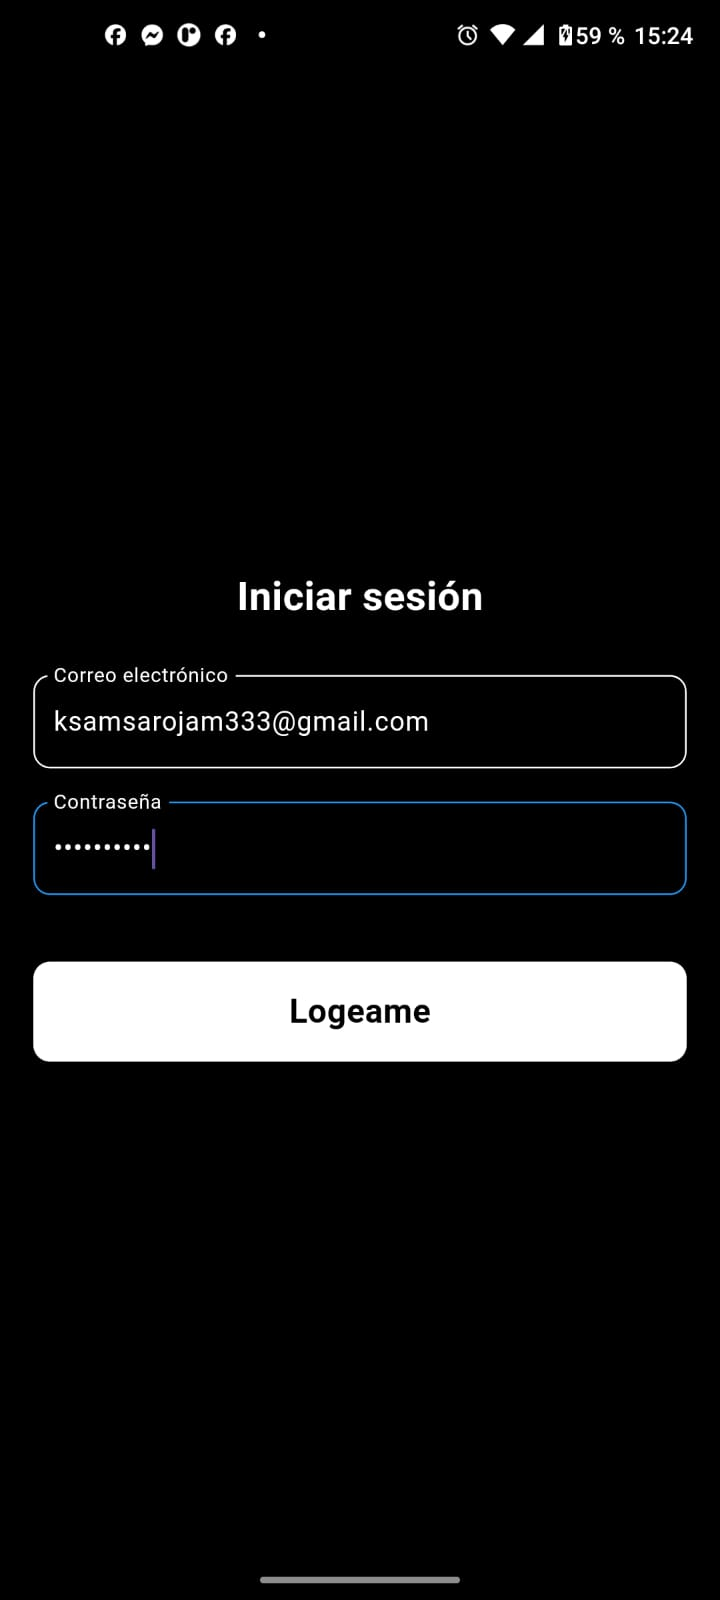 59 % 15:24
Iniciar sesión
Correo electrónico
ksamsarojam333@gmail.com
Contraseña
••••••••••
Logeame